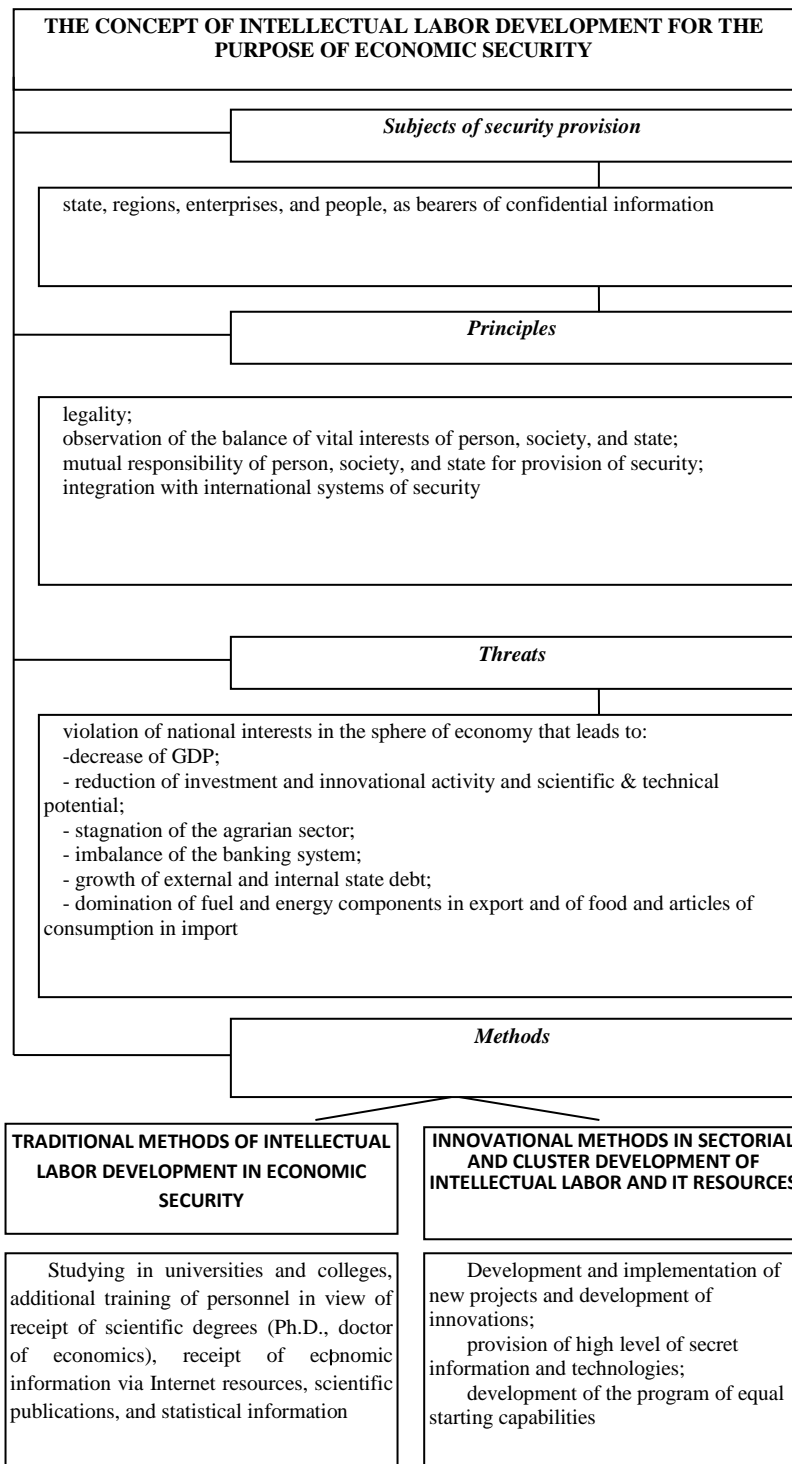 THE CONCEPT OF INTELLECTUAL LABOR DEVELOPMENT FOR THE
PURPOSE OF ECONOMIC SECURITY
Subjects of security provision
state, regions, enterprises, and people, as bearers of confidential information
Principles
legality;
observation of the balance of vital interests of person, society, and state;
mutual responsibility of person, society, and state for provision of security;
integration with international systems of security
Threats
violation of national interests in the sphere of economy that leads to:
-decrease of GDP;
- reduction of investment and innovational activity and scientific & technical
potential;
- stagnation of the agrarian sector;
- imbalance of the banking system;
- growth of external and internal state debt;
- domination of fuel and energy components in export and of food and articles of
consumption in import
Methods
TRADITIONAL METHODS OF INTELLECTUAL
LABOR DEVELOPMENT IN ECONOMIC
SECURITY
Studying in universities and colleges,
additional training of personnel in view of
receipt of scientific degrees (Ph.D., doctor
of economics), receipt of economic
information via Internet resources, scientific
publications, and statistical information
INNOVATIONAL METHODS IN SECTORIAL
AND CLUSTER DEVELOPMENT OF
INTELLECTUAL LABOR AND IT RESOURCES
Development and implementation of
new projects and development of
innovations;
provision of high level of secret
information and technologies;
development of the program of equal
starting capabilities